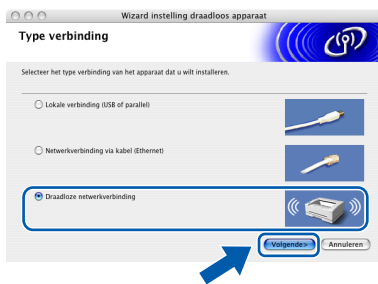 Wizard instelling draadloos apparaat
Type verbinding
Selecteer het type verbinding van het apparaat dat u wilt installeren.
Lokale verbinding (USB of parallel)
Netwerkverbinding via kabel (Ethernet)
Draadloze netwerkverbinding
Volgende>
Annuleren